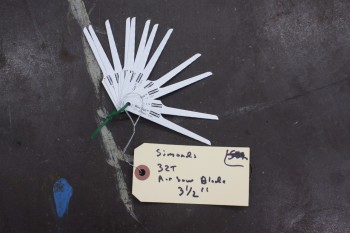 Simonds
32T
Air Saw Blade
3 1/2"